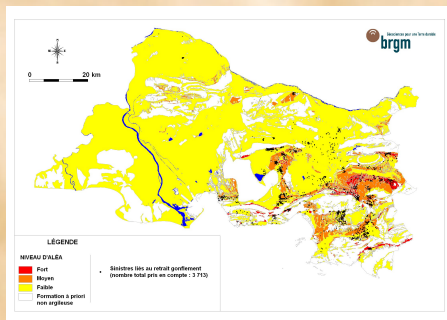 Géosciences pour une Terre durable
brgm
0 20 km
LÉGENDE
NIVEAU D'ALÉA
Fort
Moyen
Faible
Formation à priori
non argileuse
Sinistres liés au retrait gonflement
(nombre total pris en compte : 3 713)